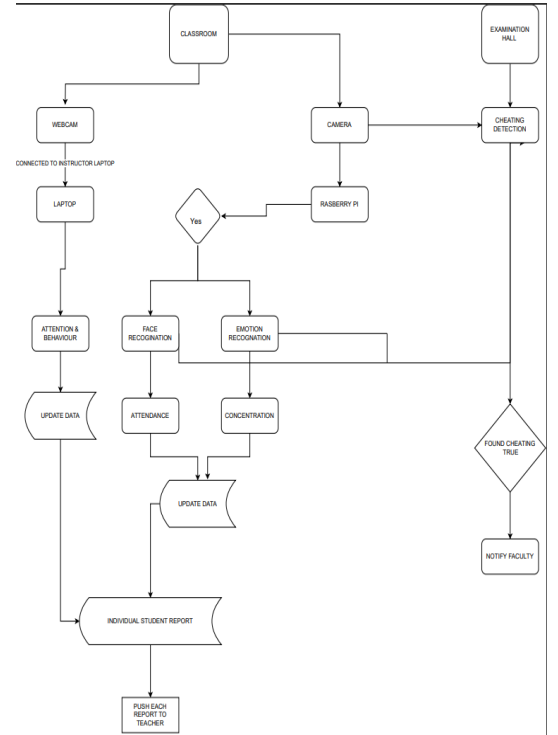 CLASSROOM
EXAMINATION
HALL
WEBCAM
CAMERA
CHEATING
DETECTION
CONNECTED TO INSTRUCTOR LAPTOP
LAPTOP
Yes
RASBERRY PI
ATTENTION &
BEHAVIOUR
FACE
RECOGINATION
EMOTION
RECOGNATION
UPDATE DATA
ATTENDANCE
CONCENTRATION
FOUND CHEATING
TRUE
UPDATE DATA
NOTIFY FACULTY
INDIVIDUAL STUDENT REPORT
PUSH EACH
REPORT TO
TEACHER